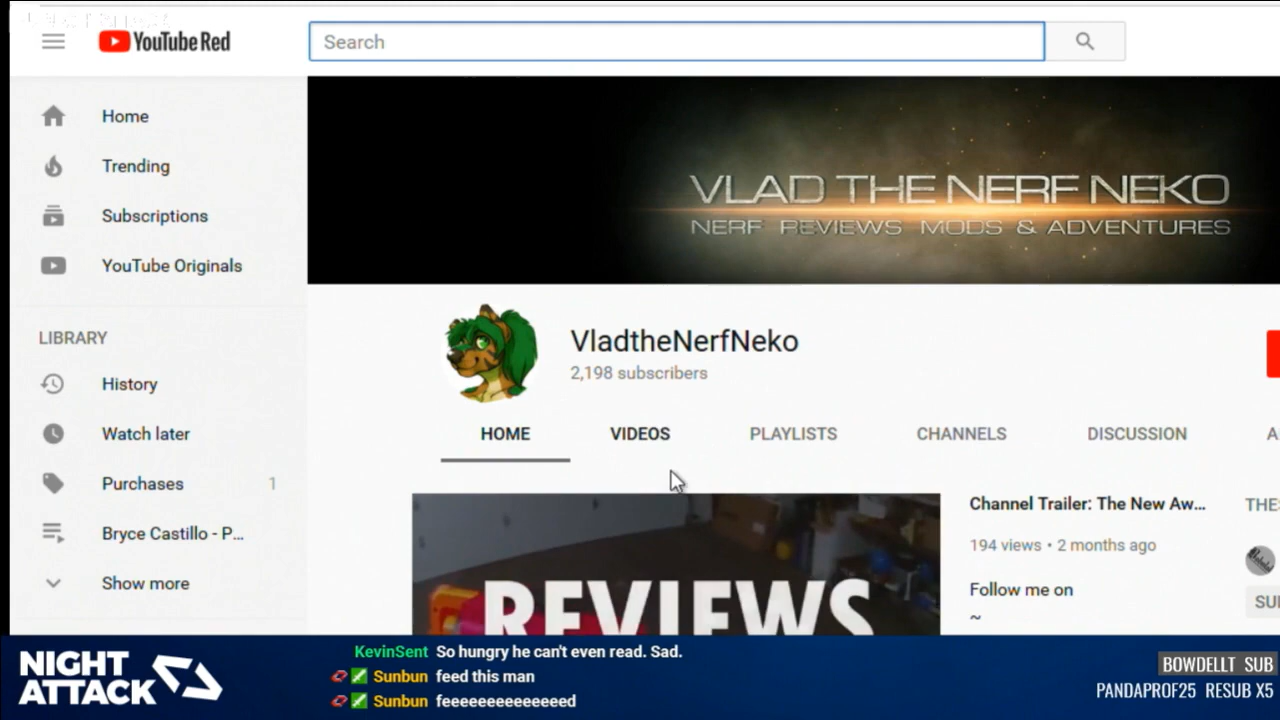 YouTube Red
Search
Home
Trending
Subscriptions
YouTube Originals
LIBRARY
History
Watch later
Purchases 1
Bryce Castillo - P...
Show more
VLAD THE NERF NEKO
NERF REVIEWS MODS & ADVENTURES
VladtheNerfNeko
2,198 subscribers
HOME VIDEOS PLAYLISTS CHANNELS DISCUSSION A
REVIEWS
Channel Trailer: The New Aw...
194 views • 2 months ago
Follow me on
~
THES
SU
NIGHT
ATTACK
KevinSent So hungry he can't even read. Sad.
Sunbun feed this man
Sunbun feeeeeeeeeeeeeed
BOWDELLT SUB
PANDAPROF25 RESUB X5